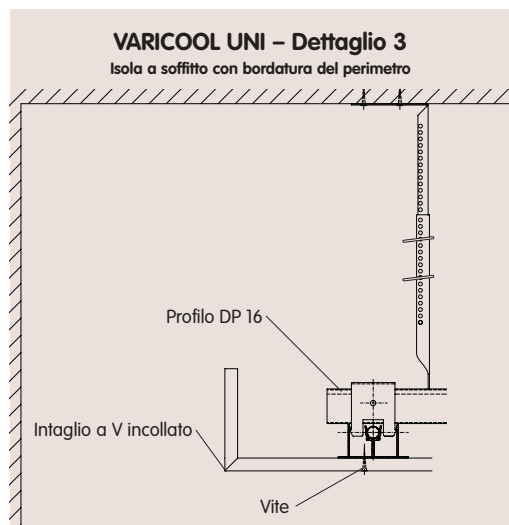 VARICOOL UNI – Dettaglio 3
Isola a soffitto con bordatura del perimetro
Profilo DP 16
Intaglio a V incollato
Vite